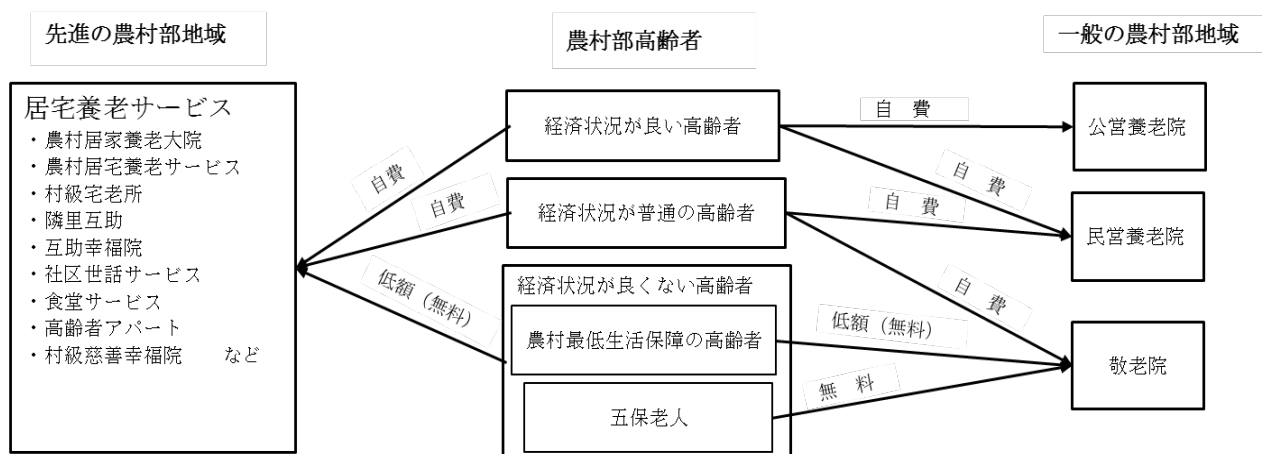 先進の農村部地域
農村部高齢者
一般の農村部地域
居宅養老サービス
・農村居家養老大院
・農村居宅養老サービス
・村級宅老所
・隣里互助
・互助幸福院
・社区世話サービス
・食堂サービス
・高齢者アパート
・村級慈善幸福院　　など
自費
自費
低額（無料）
経済状況が良い高齢者
経済状況が普通の高齢者
経済状況が良くない高齢者
農村最低生活保障の高齢者
五保老人
自　費
自　費
自　費
自　費
低額（無料）
無　料
公営養老院
民営養老院
敬老院